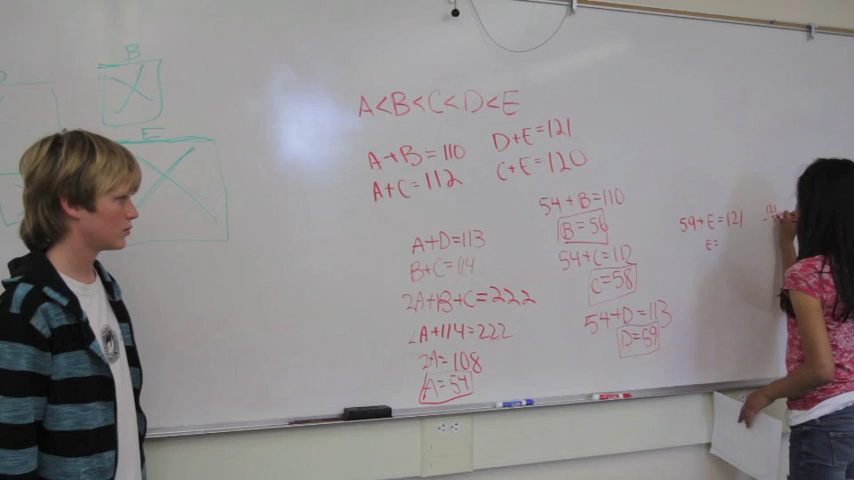 B
E
A<B<C<D<E
A+B=110
A+C=112
D+E=121
C+E=120
A+D=113
B+C=114
2A+B+C=222
2A+114=222
2A=108
A=54
54+B=110
B=56
54+C=112
C=58
54+D=113
D=59
59+E=121
E=